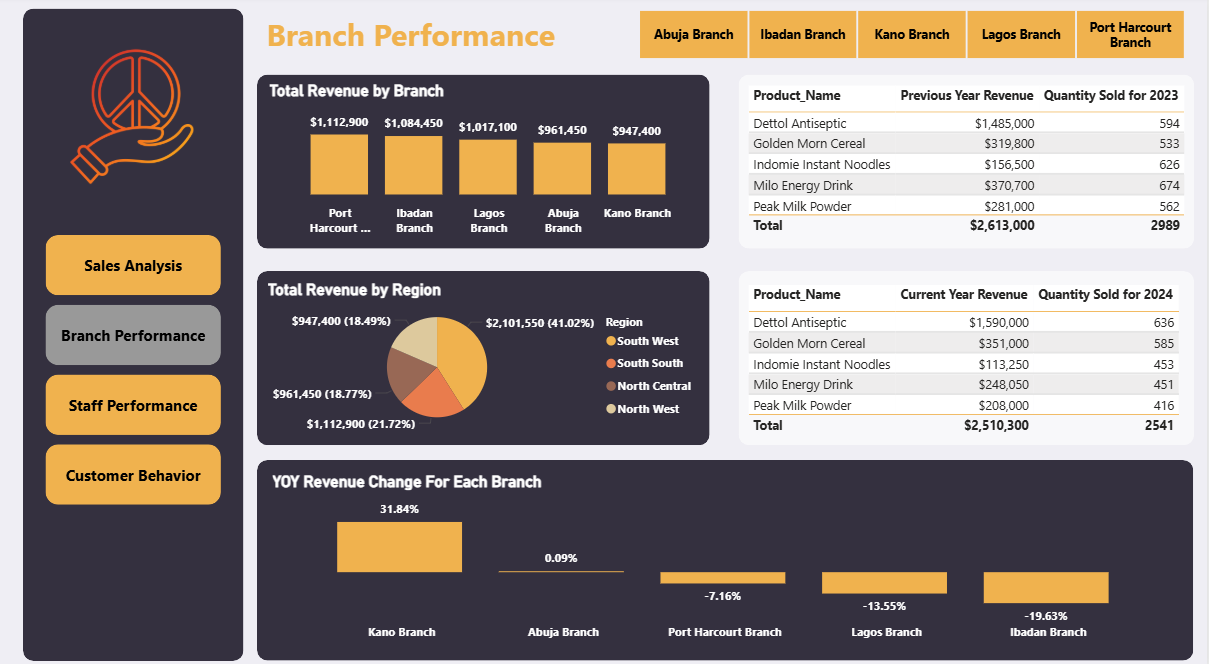 Branch Performance
Abuja Branch
Ibadan Branch
Kano Branch
Lagos Branch
Port Harcourt
Branch
Sales Analysis
Branch Performance
Staff Performance
Customer Behavior
Total Revenue by Branch
$1,112,900
$1,084,450
$1,017,100
$961,450
$947,400
Port
Harcourt ...
Ibadan
Branch
Lagos
Branch
Abuja
Branch
Kano Branch
Product_Name Previous Year Revenue Quantity Sold for 2023
Dettol Antiseptic $1,485,000 594
Golden Morn Cereal $319,800 533
Indomie Instant Noodles $156,500 626
Milo Energy Drink $370,700 674
Peak Milk Powder $281,000 562
Total $2,613,000 2989
Total Revenue by Region
$947,400 (18.49%)
$2,101,550 (41.02%)
$961,450 (18.77%)
$1,112,900 (21.72%)
Region
South West
South South
North Central
North West
Product_Name Current Year Revenue Quantity Sold for 2024
Dettol Antiseptic $1,590,000 636
Golden Morn Cereal $351,000 585
Indomie Instant Noodles $113,250 453
Milo Energy Drink $248,050 451
Peak Milk Powder $208,000 416
Total $2,510,300 2541
YOY Revenue Change For Each Branch
31.84%
0.09%
-7.16%
-13.55%
-19.63%
Kano Branch
Abuja Branch
Port Harcourt Branch
Lagos Branch
Ibadan Branch